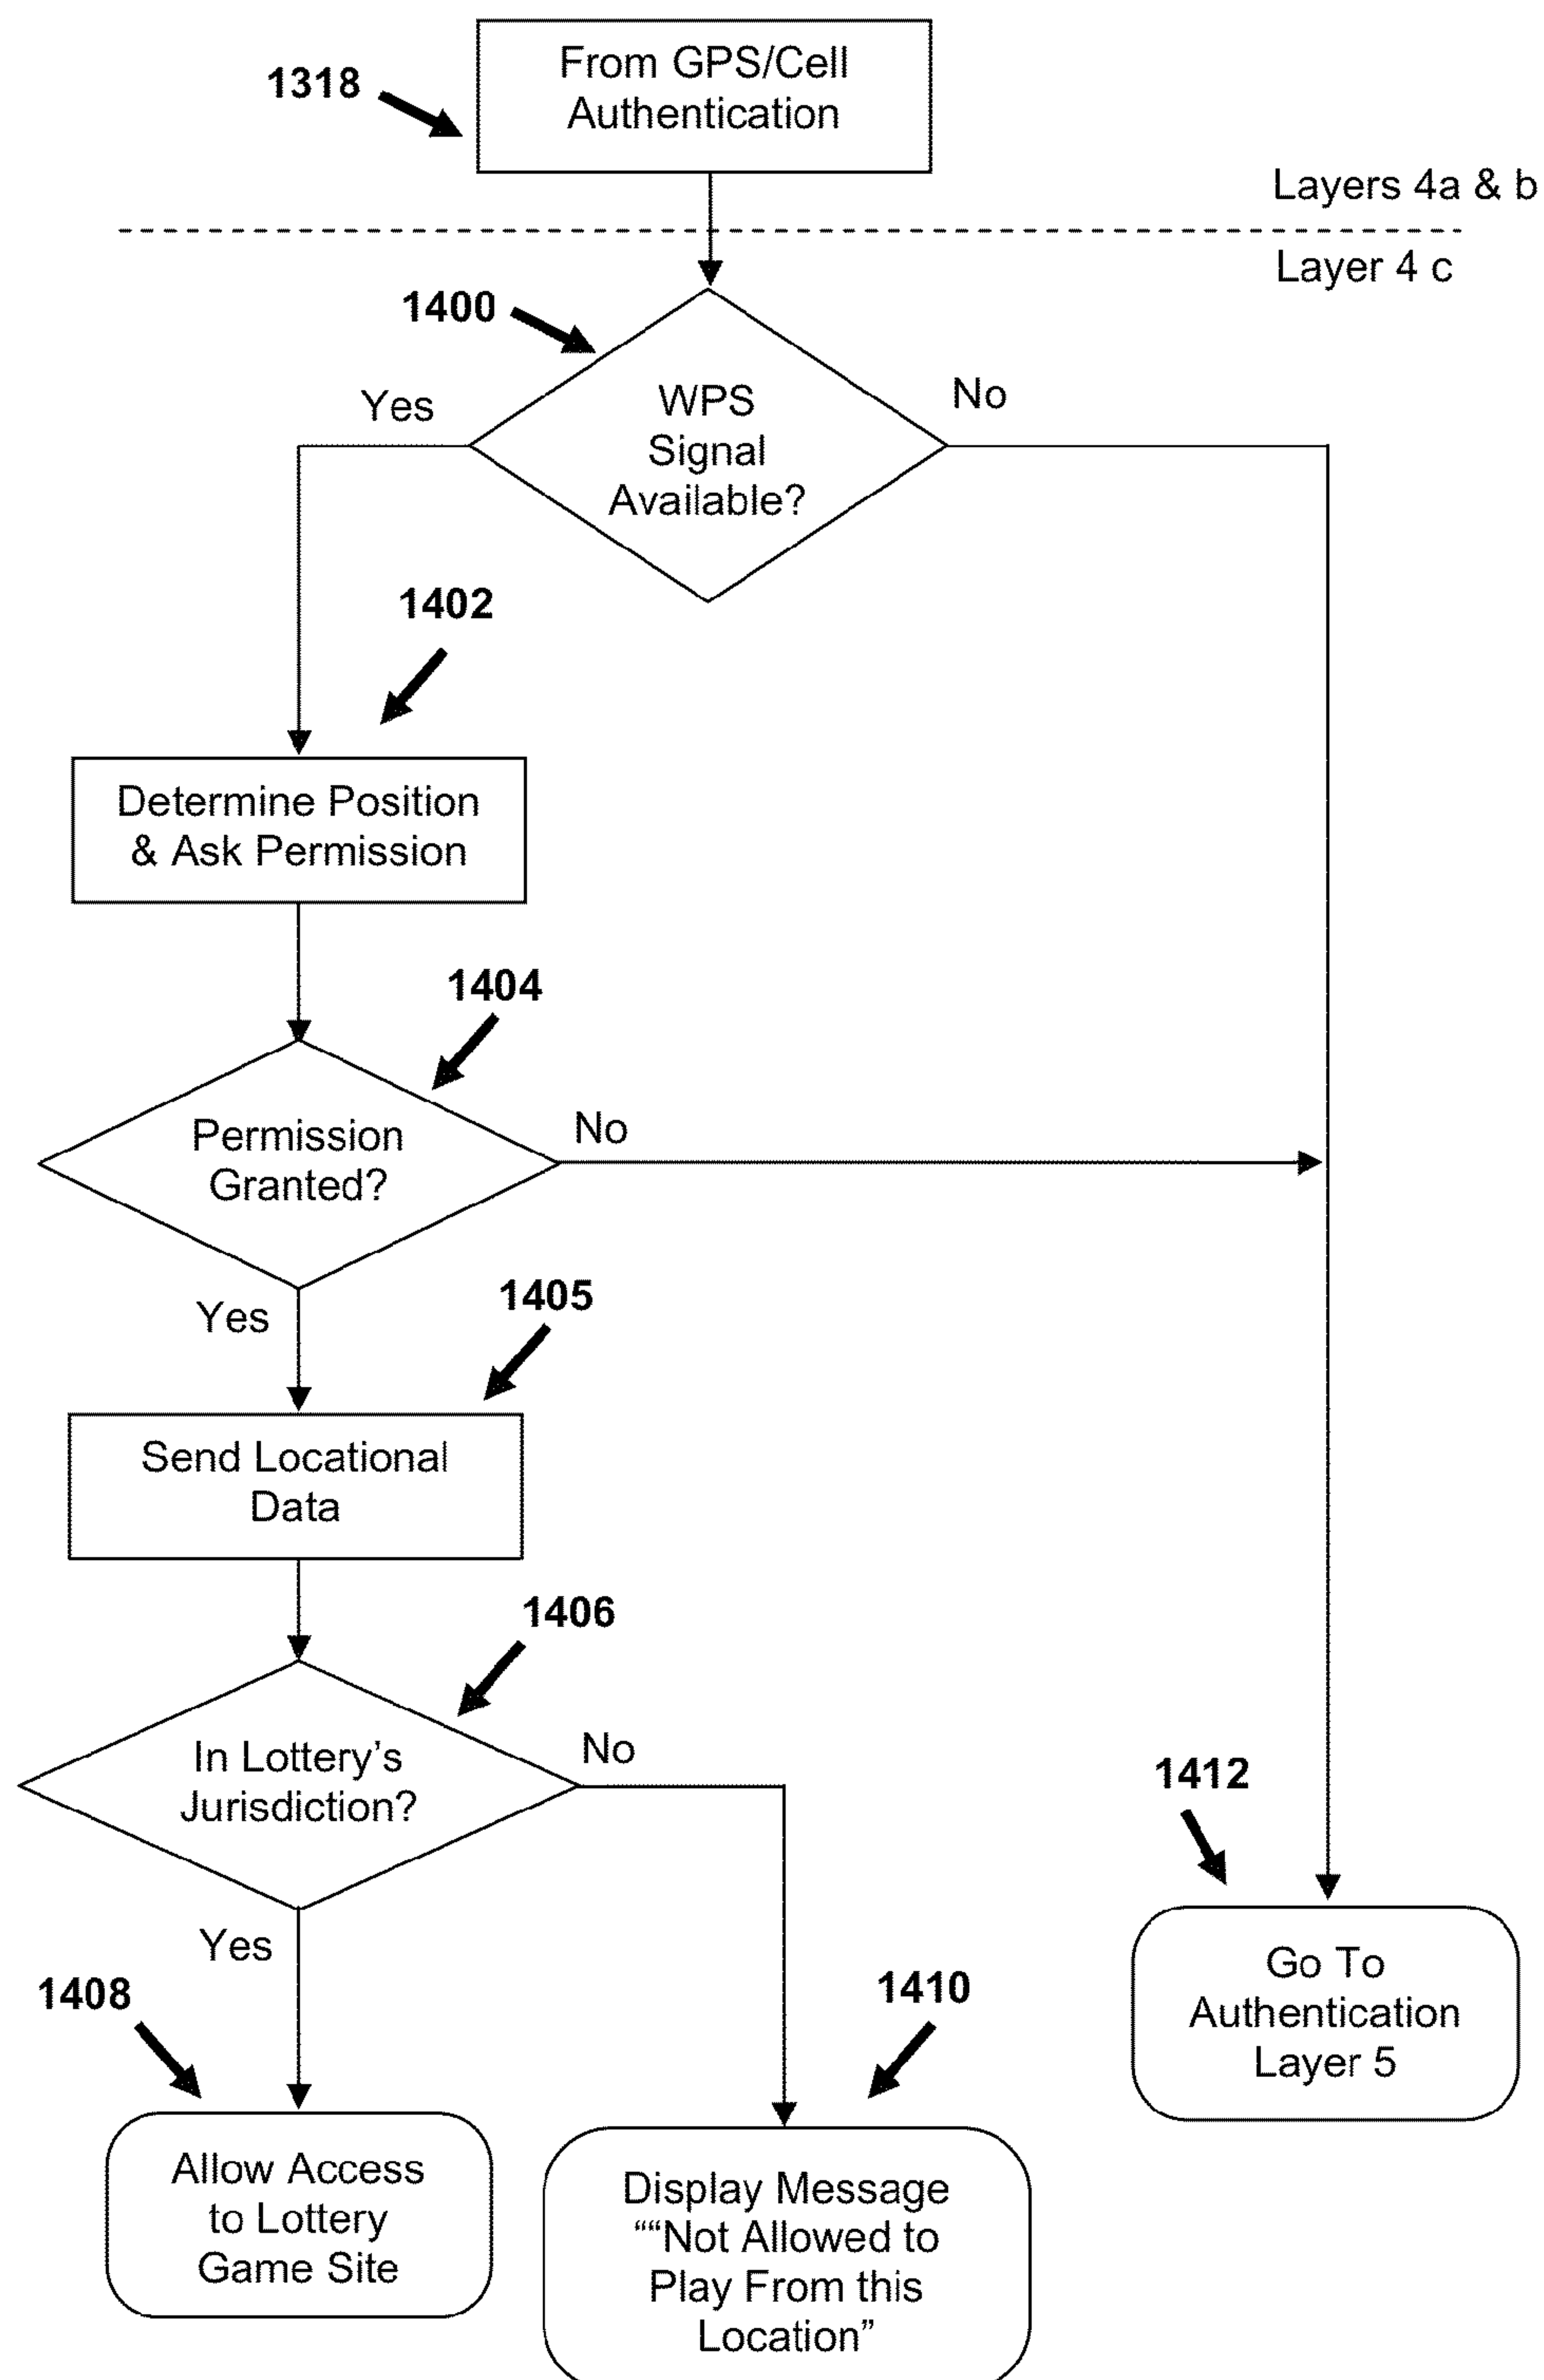 From GPS/Cell
Authentication
1318
Layers 4a & b
Layer 4 c
1400
Yes
WPS
Signal
Available?
No
1402
Determine Position
& Ask Permission
1404
Permission
Granted?
No
Yes
1405
Send Locational
Data
1406
In Lottery’s
Jurisdiction?
No
1412
Yes
Go To
Authentication
Layer 5
1408
1410
Allow Access
to Lottery
Game Site
Display Message
““Not Allowed to
Play From this
Location”